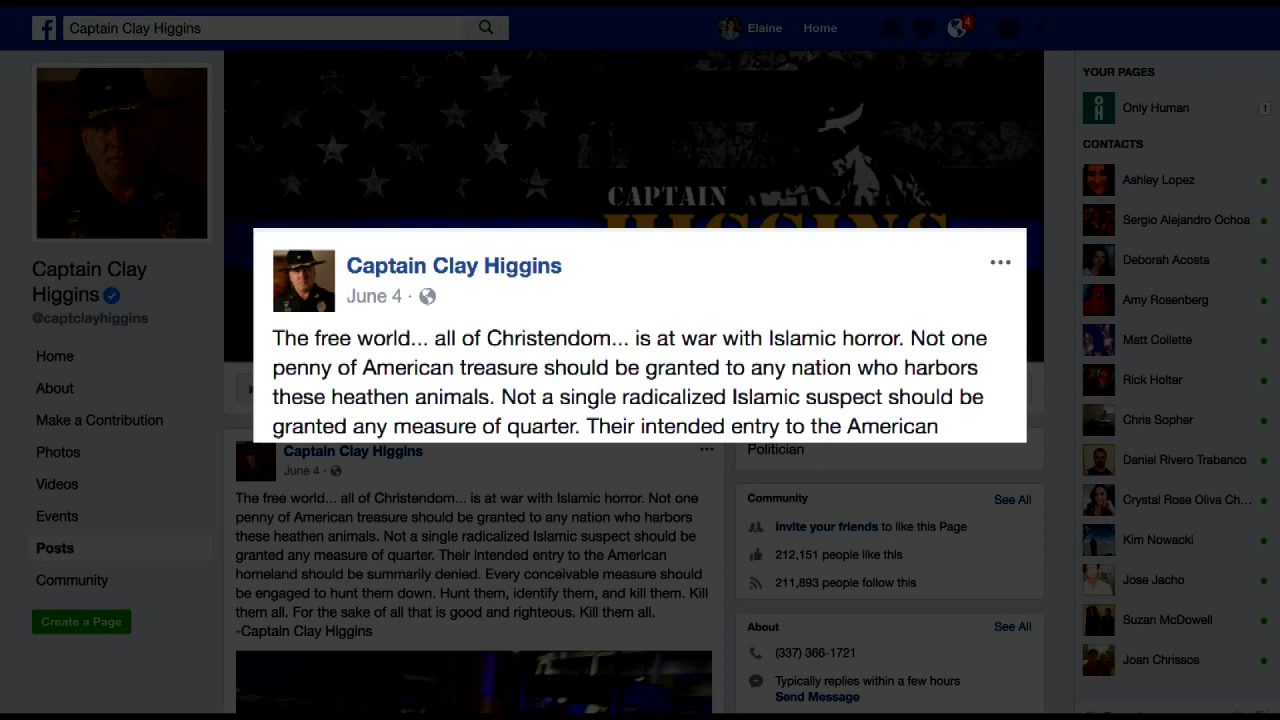 Captain Clay Higgins
Elaine
Home
4
YOUR PAGES
Only Human
1
CONTACTS
Ashley Lopez
Sergio Alejandro Ochoa
Deborah Acosta
Amy Rosenberg
Matt Collette
Rick Holter
Chris Sopher
Daniel Rivero Trabanco
Crystal Rose Oliva Ch...
Kim Nowacki
Jose Jacho
Suzan McDowell
Joan Chrissos
CAPTAIN
HIGGINS
Captain Clay
Higgins
@captclayhiggins
Home
About
Make a Contribution
Photos
Videos
Events
Posts
Community
Create a Page
Captain Clay Higgins
June 4 ·
The free world... all of Christendom... is at war with Islamic horror. Not one
penny of American treasure should be granted to any nation who harbors
these heathen animals. Not a single radicalized Islamic suspect should be
granted any measure of quarter. Their intended entry to the American
Captain Clay Higgins
June 4 ·
The free world... all of Christendom... is at war with Islamic horror. Not one
penny of American treasure should be granted to any nation who harbors
these heathen animals. Not a single radicalized Islamic suspect should be
granted any measure of quarter. Their intended entry to the American
homeland should be summarily denied. Every conceivable measure should
be engaged to hunt them down. Hunt them, identify them, and kill them. Kill
them all. For the sake of all that is good and righteous. Kill them all.
-Captain Clay Higgins
Politician
Community
See All
Invite your friends to like this Page
212,151 people like this
211,893 people follow this
About
See All
(337) 366-1721
Typically replies within a few hours
Send Message